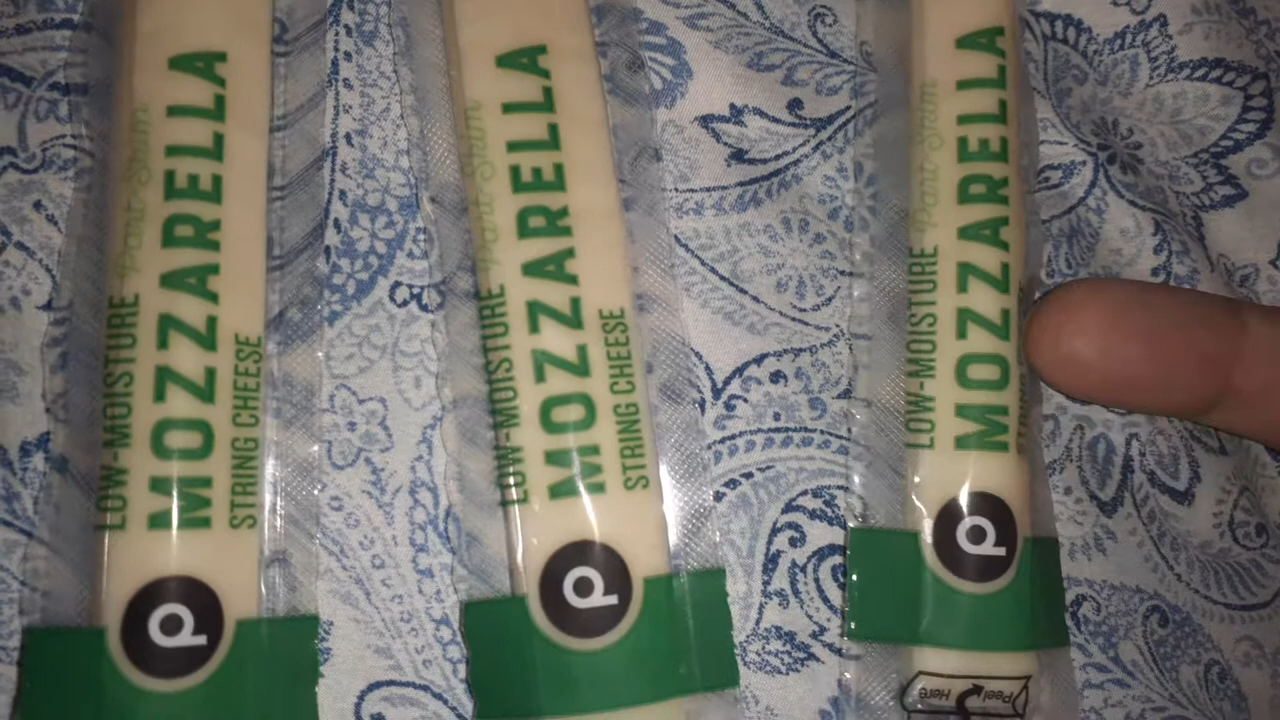 LOW-MOISTURE Part Skim
MOZZARELLA
STRING CHEESE
p
LOW-MOISTURE Part Skim
MOZZARELLA
STRING CHEESE
p
LOW-MOISTURE Part Skim
MOZZARELLA
p
Peel
Here